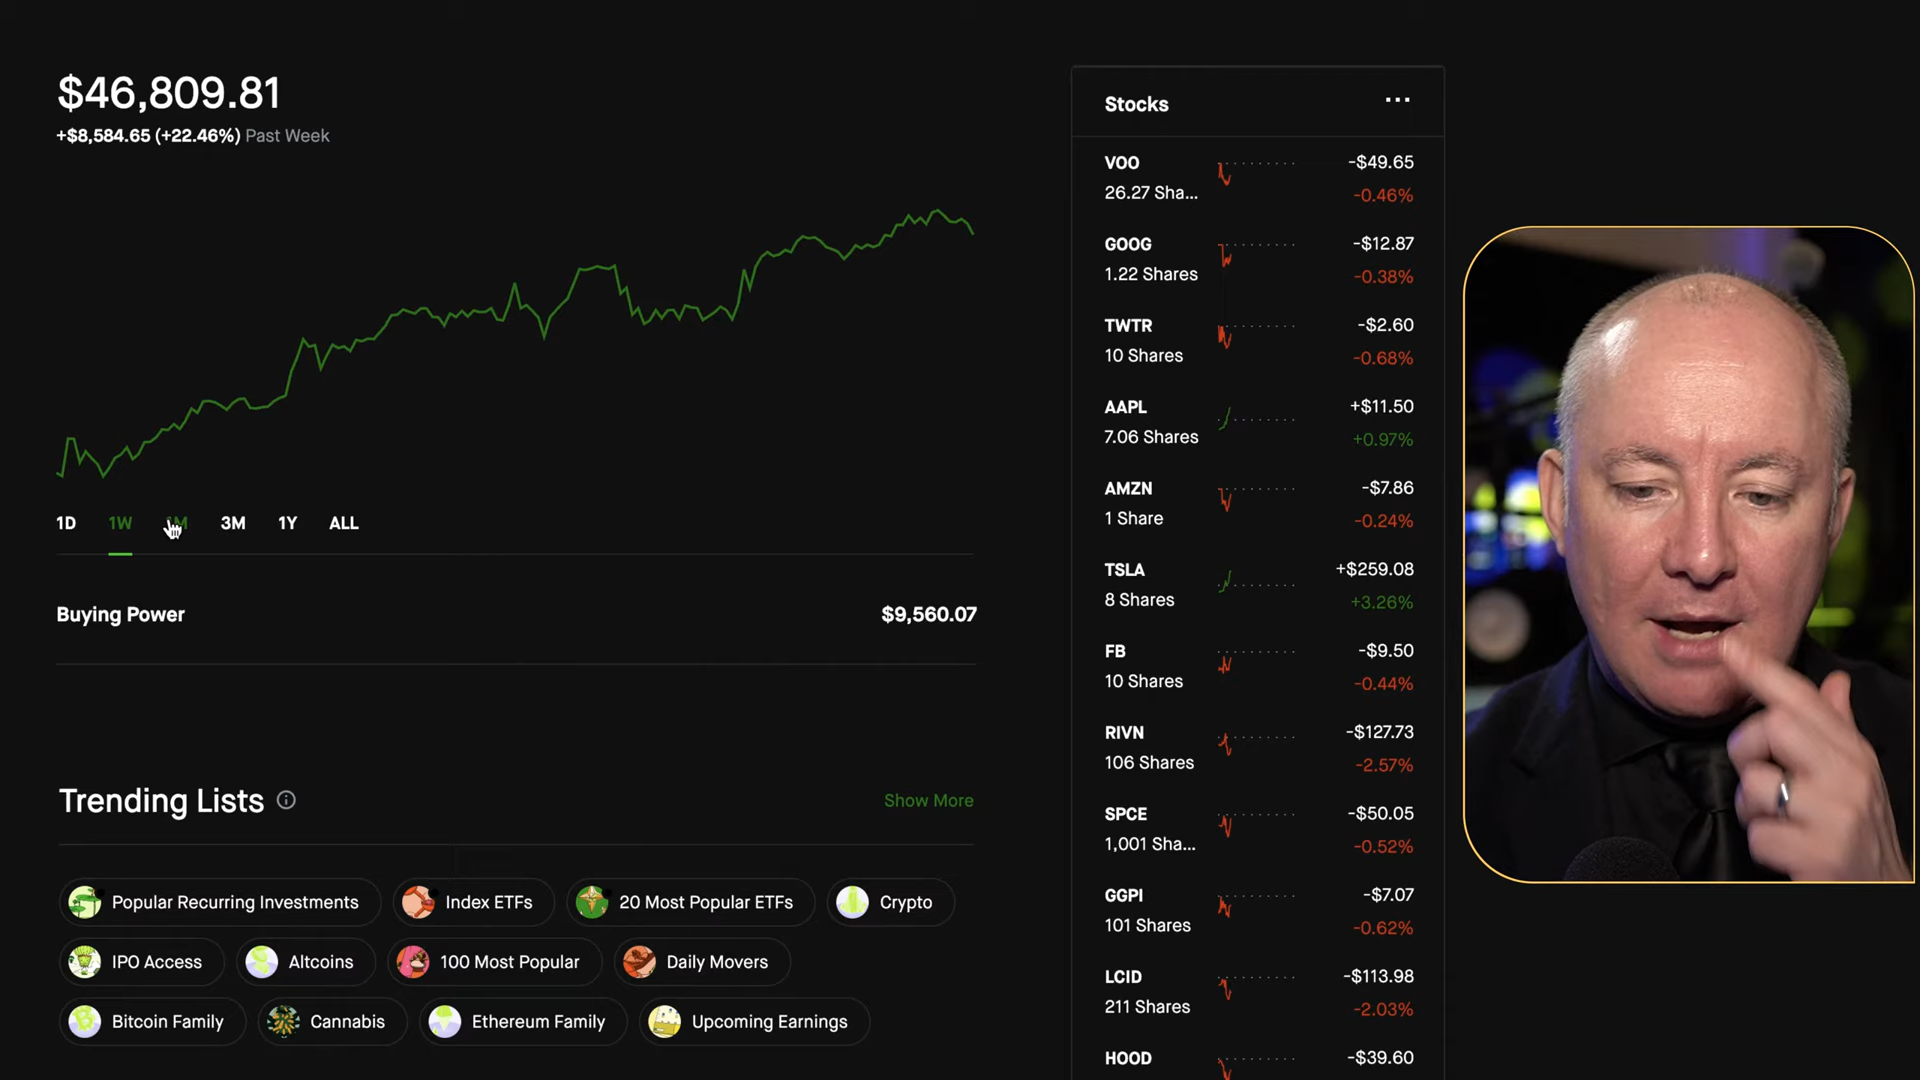 $46,809.81
+$8,584.65 (+22.46%) Past Week
1D 1W 1M 3M 1Y ALL
Buying Power $9,560.07
Trending Lists Show More
Popular Recurring Investments Index ETFs 20 Most Popular ETFs Crypto
IPO Access Altcoins 100 Most Popular Daily Movers
Bitcoin Family Cannabis Ethereum Family Upcoming Earnings
Stocks ...
VOO -$49.65
26.27 Sha... -0.46%
GOOG -$12.87
1.22 Shares -0.38%
TWTR -$2.60
10 Shares -0.68%
AAPL +$11.50
7.06 Shares +0.97%
AMZN -$7.86
1 Share -0.24%
TSLA +$259.08
8 Shares +3.26%
FB -$9.50
10 Shares -0.44%
RIVN -$127.73
106 Shares -2.57%
SPCE -$50.05
1,001 Sha... -0.52%
GGPI -$7.07
101 Shares -0.62%
LCID -$113.98
211 Shares -2.03%
HOOD -$39.60